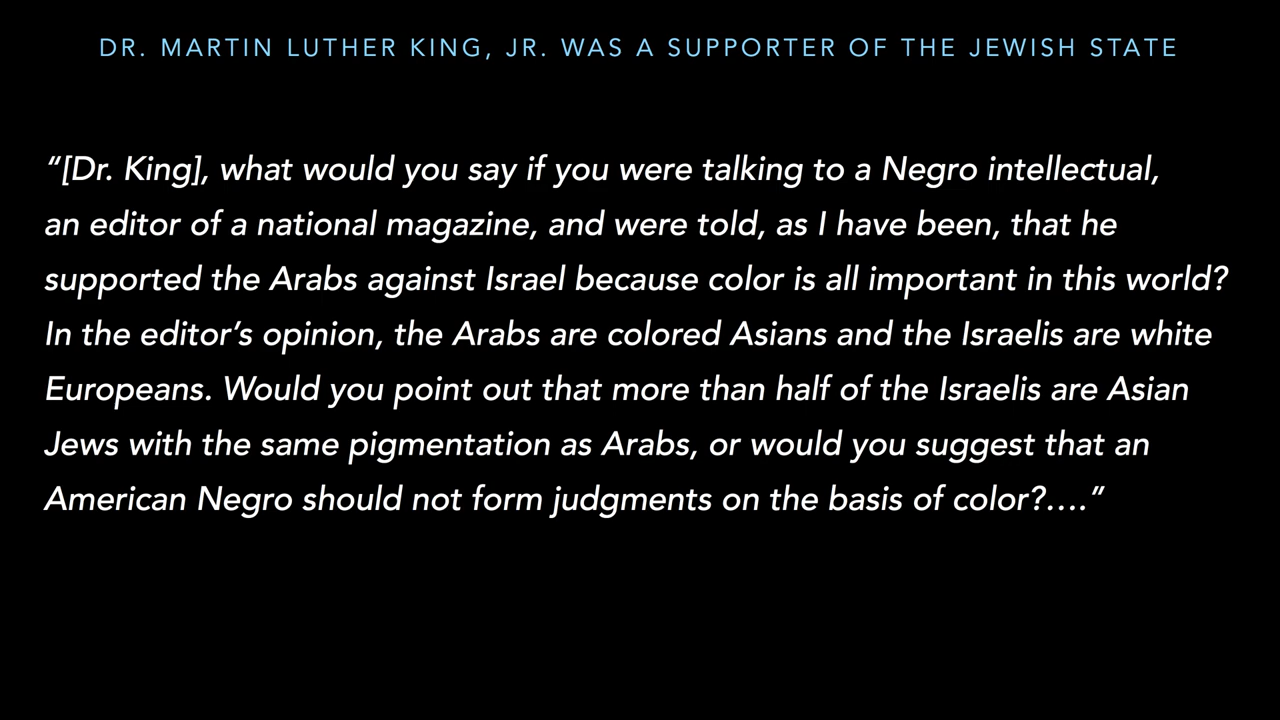 DR. MARTIN LUTHER KING, JR. WAS A SUPPORTER OF THE JEWISH STATE
“[Dr. King], what would you say if you were talking to a Negro intellectual,
an editor of a national magazine, and were told, as I have been, that he
supported the Arabs against Israel because color is all important in this world?
In the editor’s opinion, the Arabs are colored Asians and the Israelis are white
Europeans. Would you point out that more than half of the Israelis are Asian
Jews with the same pigmentation as Arabs, or would you suggest that an
American Negro should not form judgments on the basis of color?....”